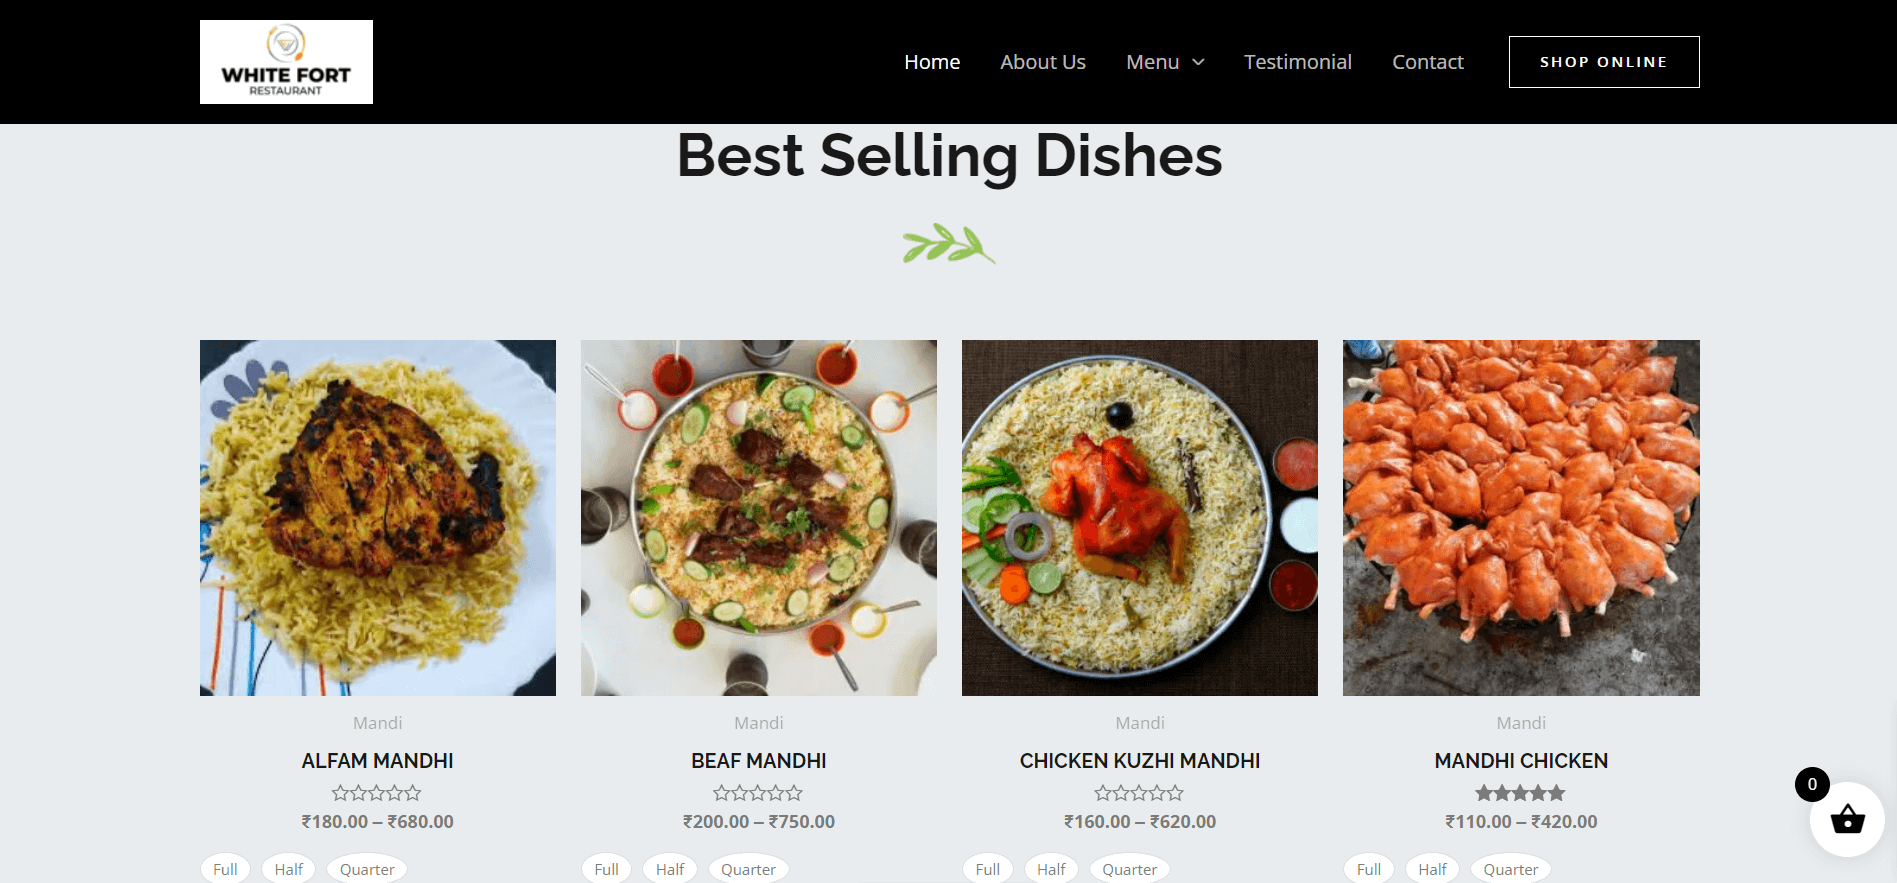 WHITE FORT
RESTAURANT
Home About Us Menu Testimonial Contact SHOP ONLINE
Best Selling Dishes
Mandi Mandi Mandi Mandi
ALFAM MANDHI BEAF MANDHI CHICKEN KUZHI MANDHI MANDHI CHICKEN
₹180.00 – ₹680.00 ₹200.00 – ₹750.00 ₹160.00 – ₹620.00 ₹110.00 – ₹420.00
0
Full Half Quarter Full Half Quarter Full Half Quarter Full Half Quarter